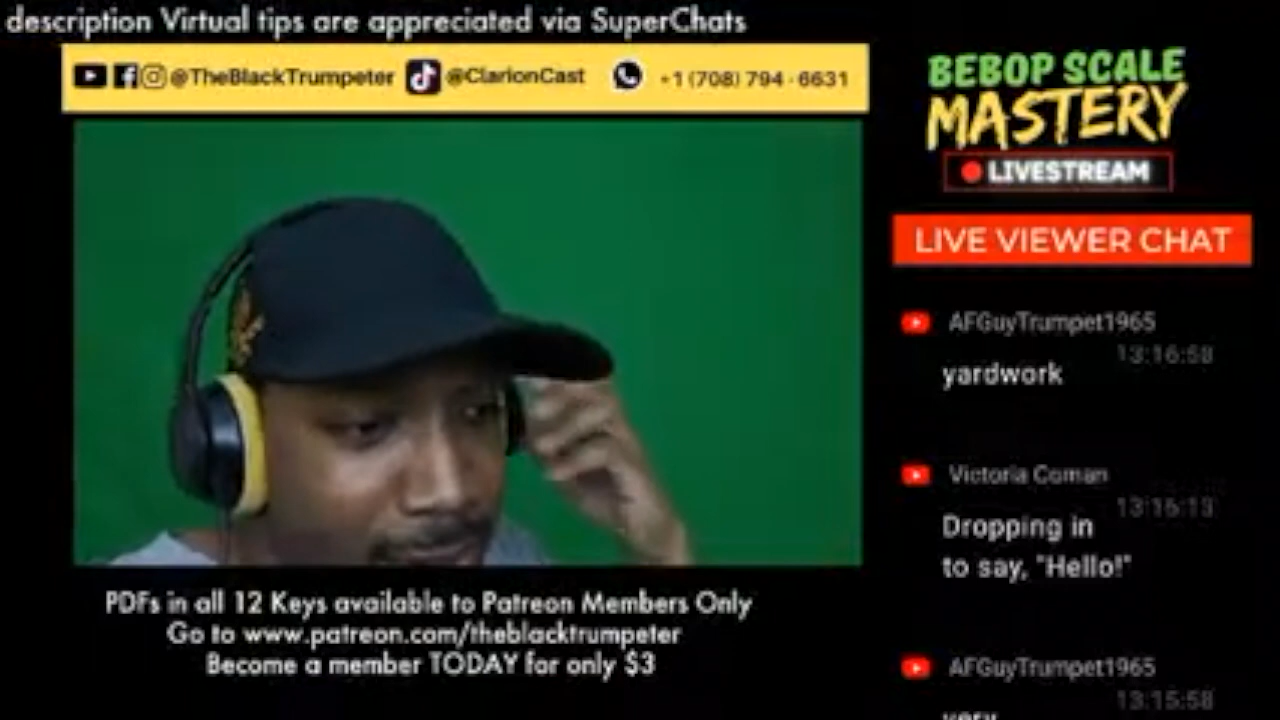 description Virtual tips are appreciated via SuperChats
@TheBlackTrumpeter @ClarionCast +1 (708) 794-6631
BEBOP SCALE
MASTERY
LIVESTREAM
LIVE VIEWER CHAT
AFGuyTrumpet1965
13:16:58
yardwork
Victoria Coman
13:16:13
Dropping in
to say, "Hello!"
AFGuyTrumpet1965
13:15:58
very
PDFs in all 12 Keys available to Patreon Members Only
Go to www.patreon.com/theblacktrumpeter
Become a member TODAY for only $3